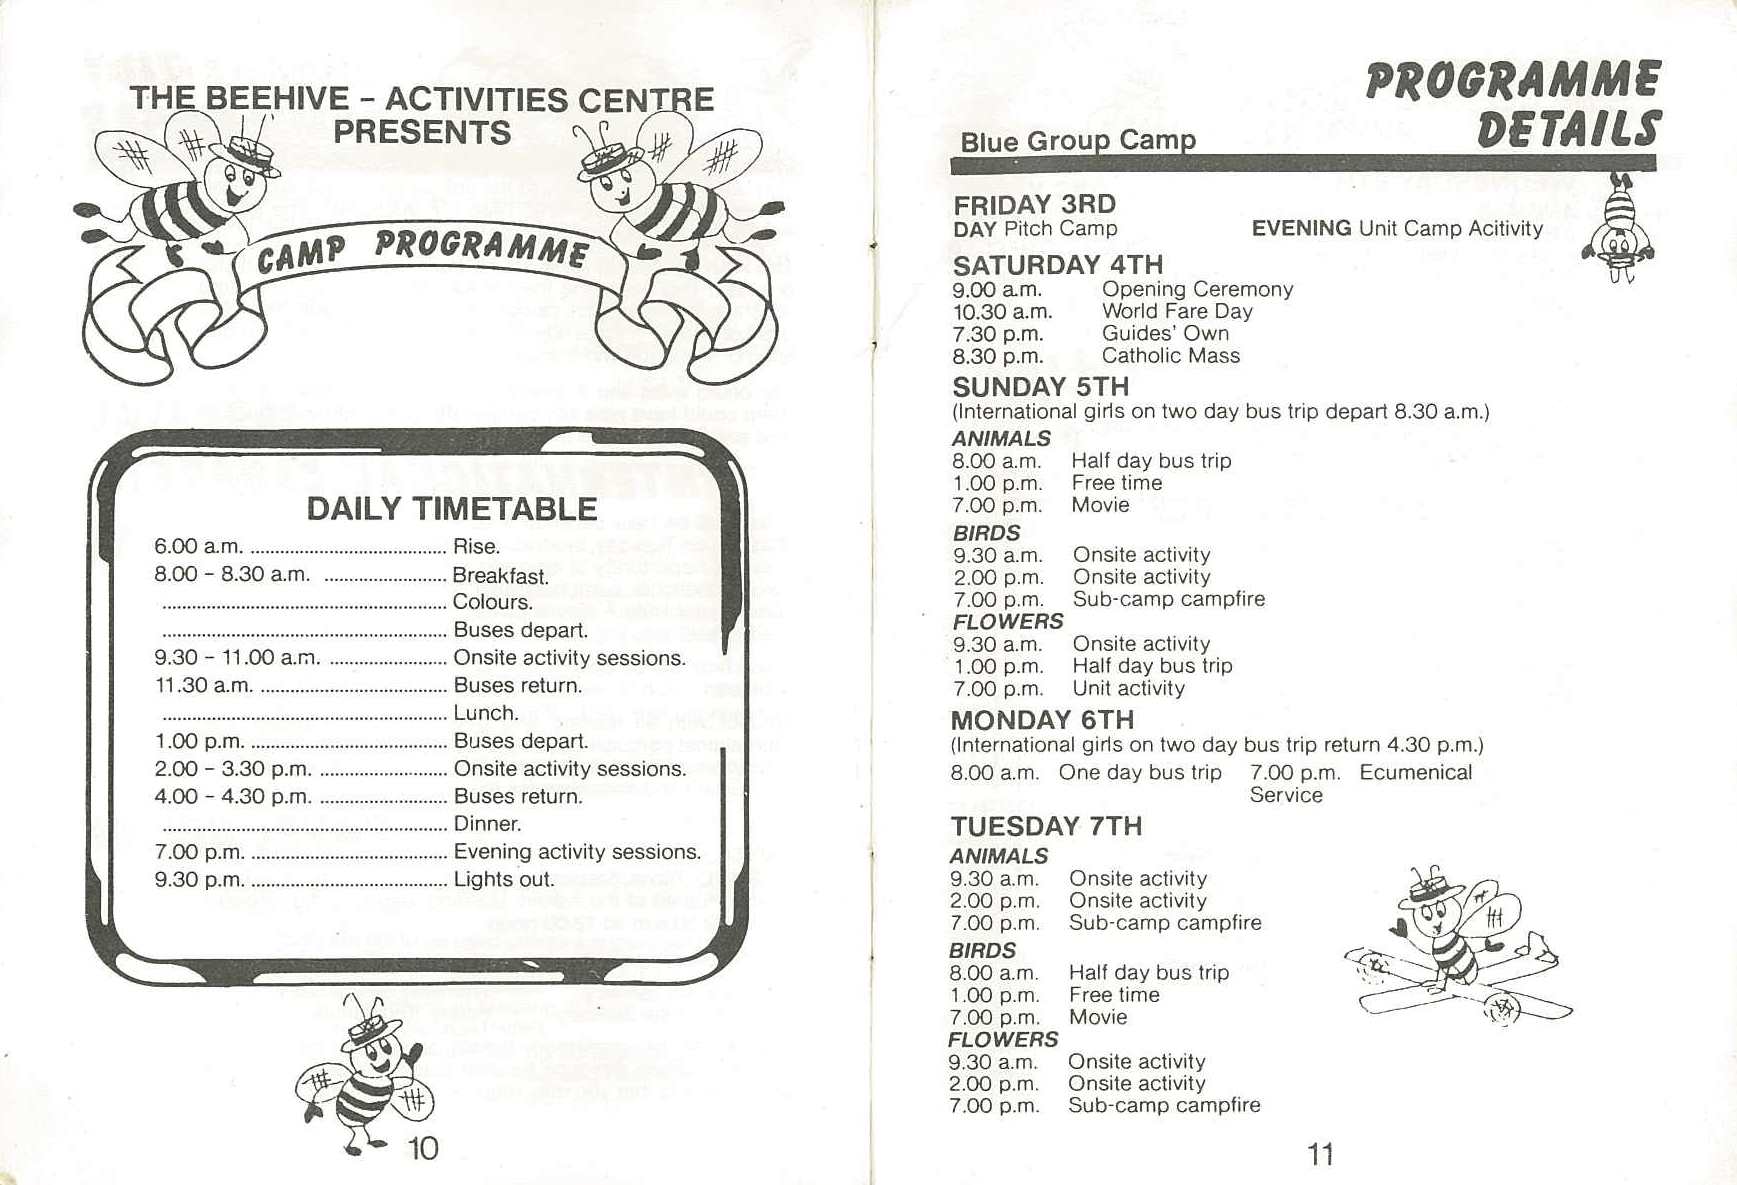 THE BEEHIVE – ACTIVITIES CENTRE
PRESENTS
CAMP PROGRAMME
DAILY TIMETABLE
6.00 a.m. ...................................... Rise.
8.00 – 8.30 a.m. ........................ Breakfast.
........................................................ Colours.
........................................................ Buses depart.
9.30 – 11.00 a.m. ....................... Onsite activity sessions.
11.30 a.m. ..................................... Buses return.
........................................................ Lunch.
1.00 p.m. ....................................... Buses depart.
2.00 – 3.30 p.m. ......................... Onsite activity sessions.
4.00 – 4.30 p.m. ......................... Buses return.
........................................................ Dinner.
7.00 p.m. ....................................... Evening activity sessions.
9.30 p.m. ....................................... Lights out.
10
PROGRAMME
DETAILS
Blue Group Camp
FRIDAY 3RD
DAY Pitch Camp EVENING Unit Camp Acitivity
SATURDAY 4TH
9.00 a.m. Opening Ceremony
10.30 a.m. World Fare Day
7.30 p.m. Guides' Own
8.30 p.m. Catholic Mass
SUNDAY 5TH
(International girls on two day bus trip depart 8.30 a.m.)
ANIMALS
8.00 a.m. Half day bus trip
1.00 p.m. Free time
7.00 p.m. Movie
BIRDS
9.30 a.m. Onsite activity
2.00 p.m. Onsite activity
7.00 p.m. Sub-camp campfire
FLOWERS
9.30 a.m. Onsite activity
1.00 p.m. Half day bus trip
7.00 p.m. Unit activity
MONDAY 6TH
(International girls on two day bus trip return 4.30 p.m.)
8.00 a.m. One day bus trip 7.00 p.m. Ecumenical
Service
TUESDAY 7TH
ANIMALS
9.30 a.m. Onsite activity
2.00 p.m. Onsite activity
7.00 p.m. Sub-camp campfire
BIRDS
8.00 a.m. Half day bus trip
1.00 p.m. Free time
7.00 p.m. Movie
FLOWERS
9.30 a.m. Onsite activity
2.00 p.m. Onsite activity
7.00 p.m. Sub-camp campfire
11